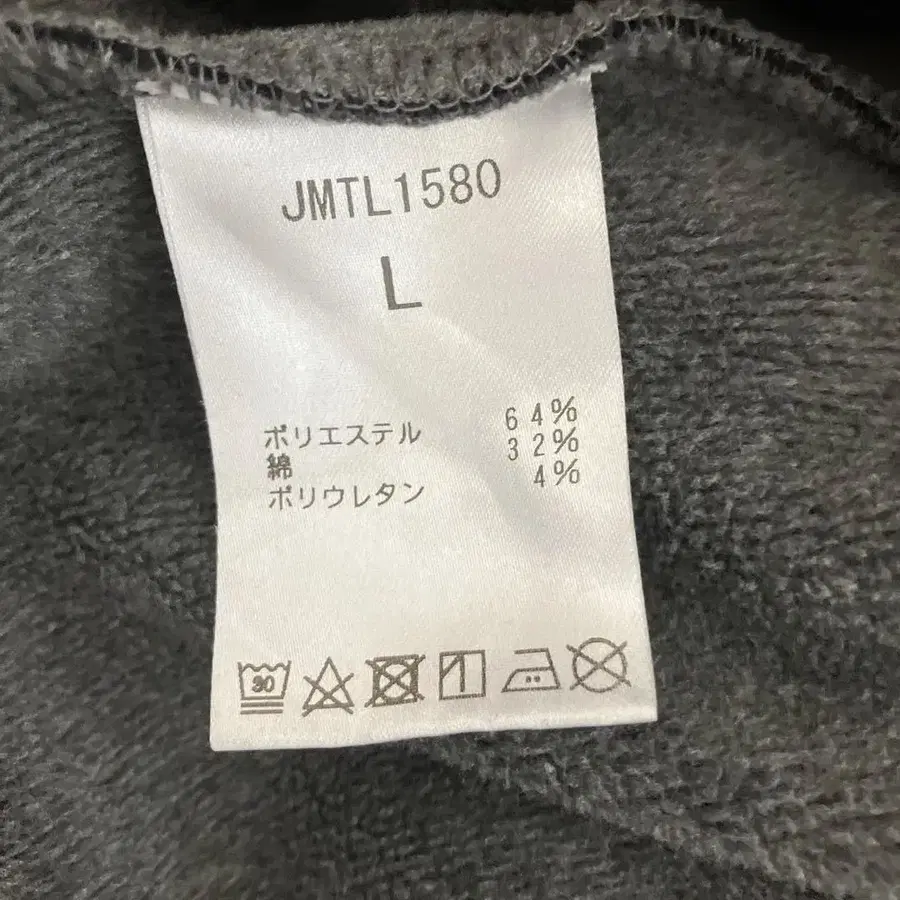 JMTL1580
L
ポリエステル 64%
綿 32%
ポリウレタン 4%
30